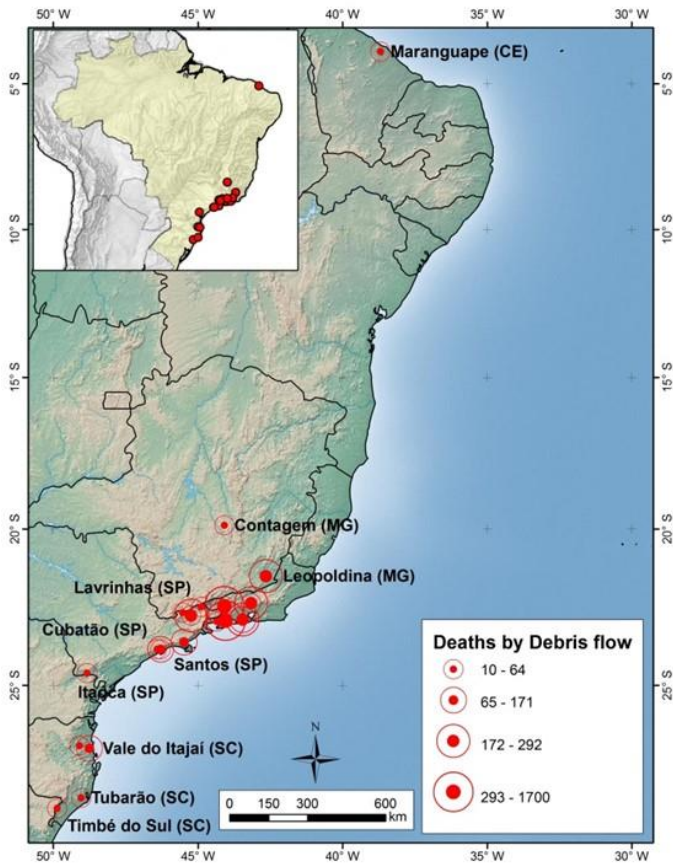 50° W 45° W 40° W 35° W 30° W
Maranguape (CE)
5° S 5° S
10° S 10° S
15° S 15° S
20° S 20° S
25° S 25° S
Contagem (MG)
Leopoldina (MG)
Lavrinhas (SP)
Cubatão (SP)
Santos (SP)
Itaóca (SP)
Vale do Itajaí (SC)
Tubarão (SC)
Timbé do Sul (SC)
N
0 150 300 600
km
Deaths by Debris flow
10 - 64
65 - 171
172 - 292
293 - 1700
50° W 45° W 40° W 35° W 30° W